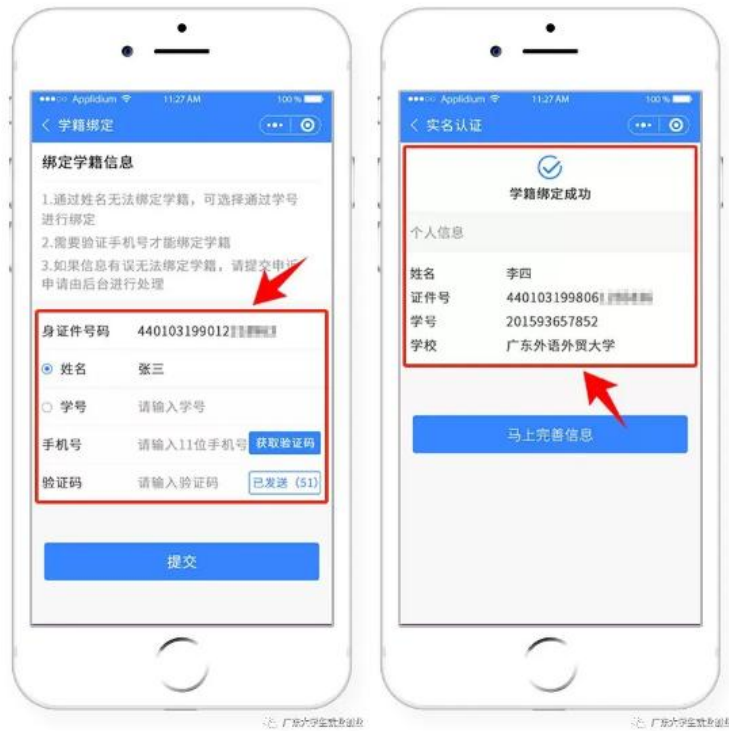 Applidium
11:27 AM
100 %
学籍绑定
绑定学籍信息
1.通过姓名无法绑定学籍，可选择通过学号
进行绑定
2.需要验证手机号才能绑定学籍
3.如果信息有误无法绑定学籍，请提交申诉
申请由后台进行处理
身证件号码
440103199012
姓名
张三
学号
请输入学号
手机号
请输入11位手机号
获取验证码
验证码
请输入验证码
已发送（51）
提交
广东大学生就业创业
Applidium
11:27 AM
100 %
实名认证
学籍绑定成功
个人信息
姓名
李四
证件号
440103199806
学号
201593657852
学校
广东外语外贸大学
马上完善信息
广东大学生就业创业